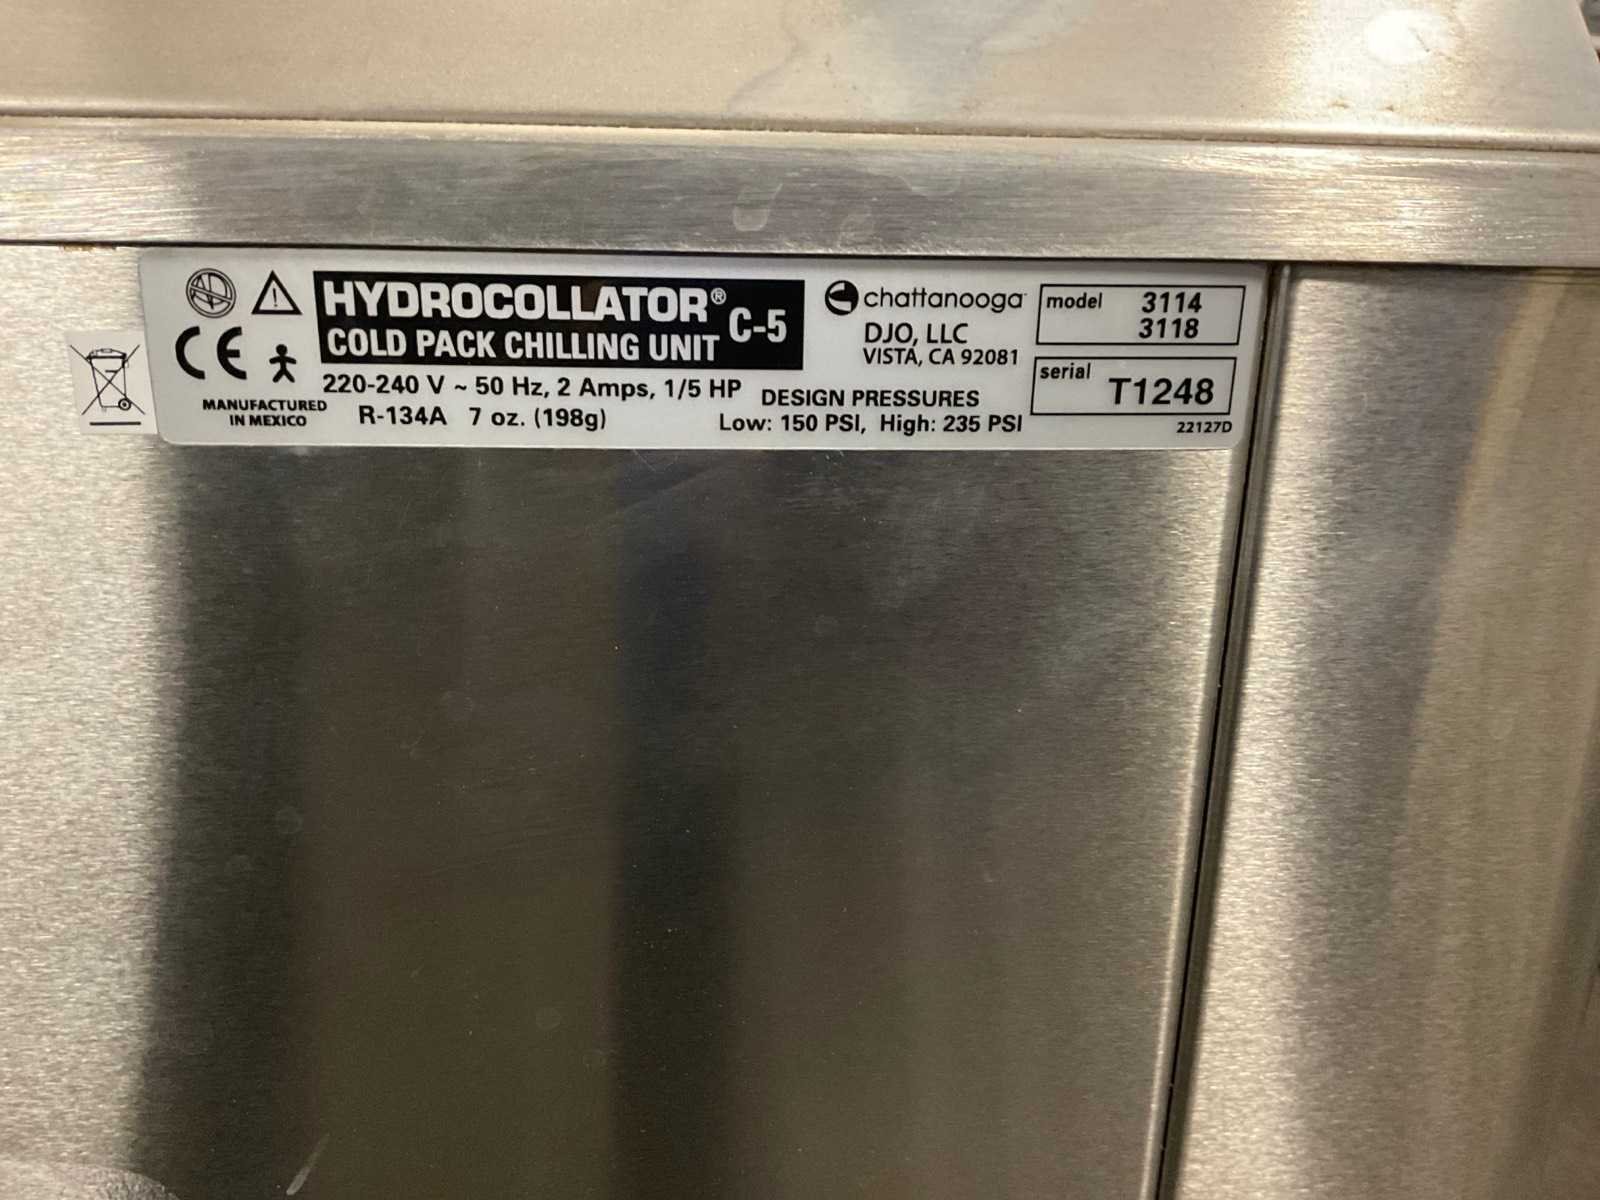 HYDROCOLLATOR® C-5
COLD PACK CHILLING UNIT
220-240 V ~ 50 Hz, 2 Amps, 1/5 HP
R-134A 7 oz. (198g)
CE
MANUFACTURED
IN MEXICO
chattanooga
DJO, LLC
VISTA, CA 92081
DESIGN PRESSURES
Low: 150 PSI, High: 235 PSI
model 3114
3118
serial T1248
22127D